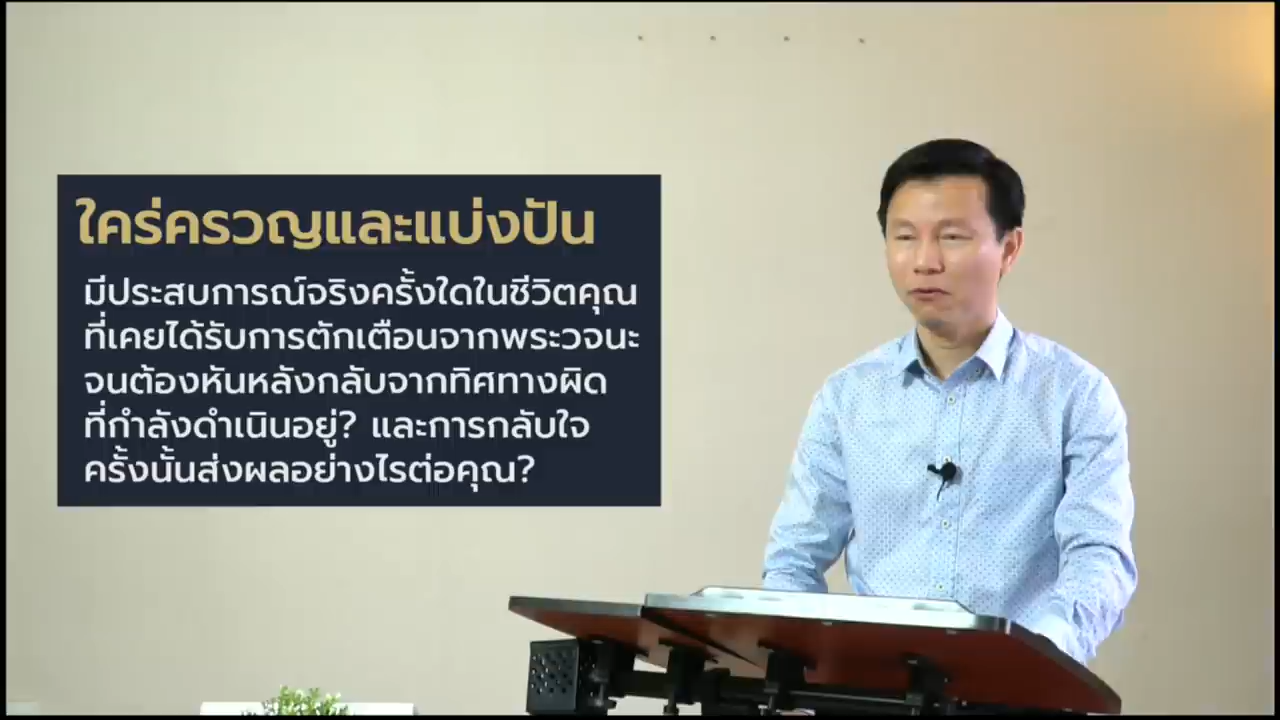 ใคร่ครวญและแบ่งปัน
มีประสบการณ์จริงครั้งใดในชีวิตคุณ
ที่เคยได้รับการตักเตือนจากพระวจนะ
จนต้องหันหลังกลับจากทิศทางผิด
ที่กำลังดำเนินอยู่? และการกลับใจ
ครั้งนั้นส่งผลอย่างไรต่อคุณ?